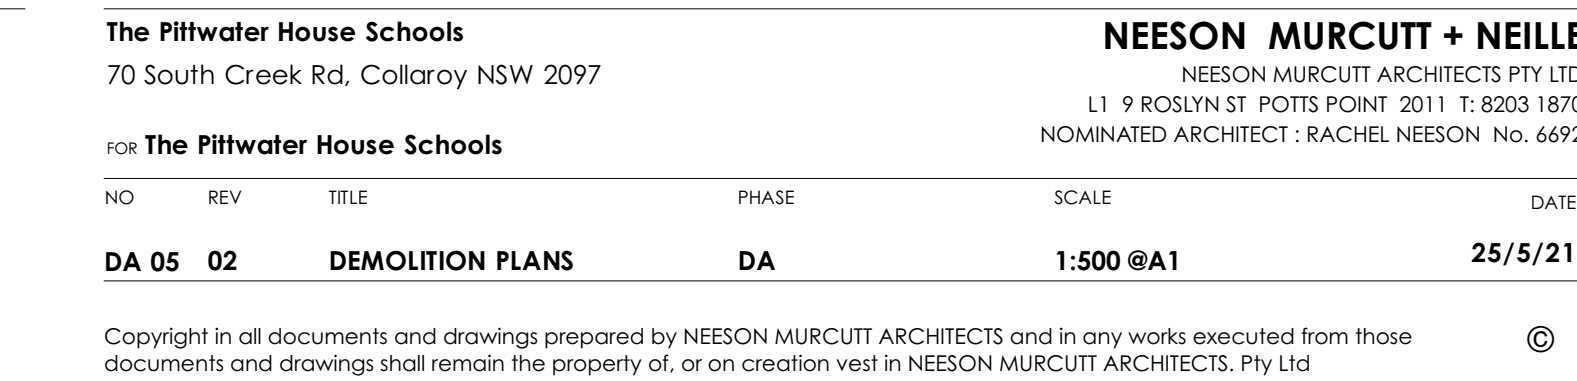 The Pittwater House Schools
70 South Creek Rd, Collaroy NSW 2097
FOR The Pittwater House Schools
NEESON MURCUTT + NEILLE
NEESON MURCUTT ARCHITECTS PTY LTD
L1 9 ROSLYN ST POTTS POINT 2011 T: 8203 1870
NOMINATED ARCHITECT : RACHEL NEESON No. 6692
NO REV TITLE PHASE SCALE DATE
DA 05 02 DEMOLITION PLANS DA 1:500 @A1 25/5/21
Copyright in all documents and drawings prepared by NEESON MURCUTT ARCHITECTS and in any works executed from those
documents and drawings shall remain the property of, or on creation vest in NEESON MURCUTT ARCHITECTS. Pty Ltd
©